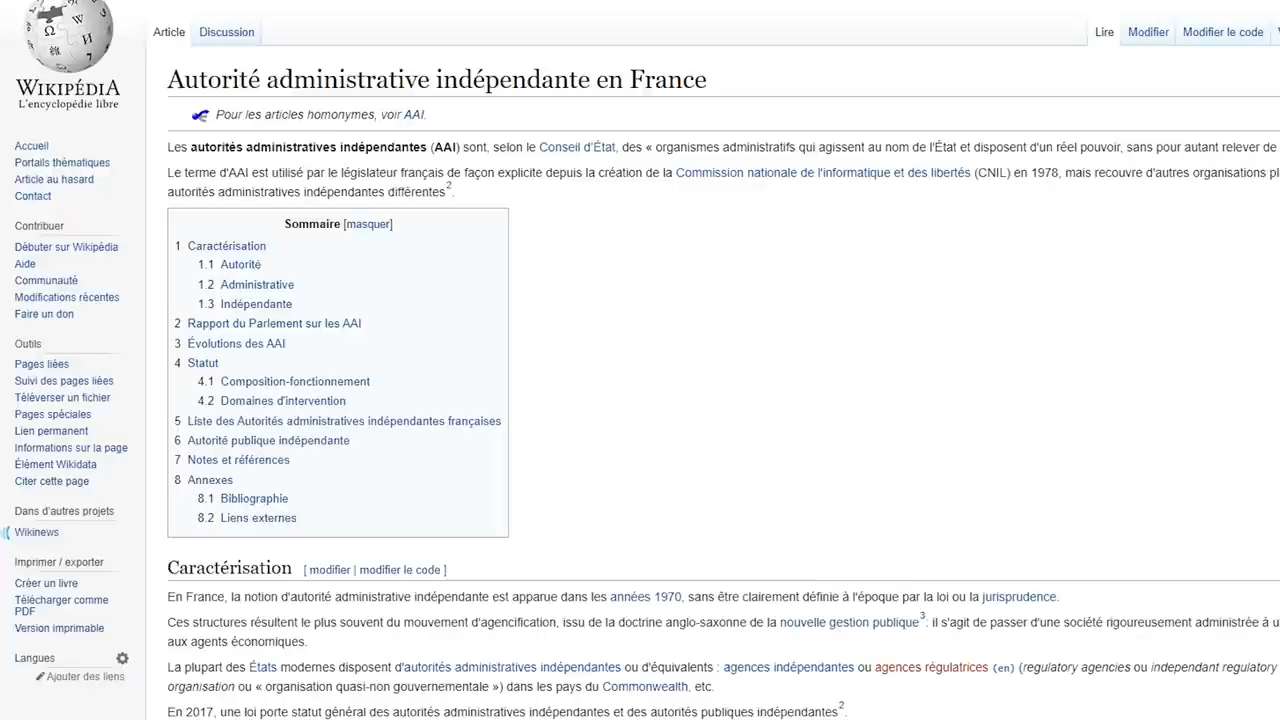 WIKIPÉDIA
L'encyclopédie libre
Accueil
Portails thématiques
Article au hasard
Contact
Contribuer
Débuter sur Wikipédia
Aide
Communauté
Modifications récentes
Faire un don
Outils
Pages liées
Suivi des pages liées
Téléverser un fichier
Pages spéciales
Lien permanent
Informations sur la page
Élément Wikidata
Citer cette page
Dans d'autres projets
Wikinews
Imprimer / exporter
Créer un livre
Télécharger comme
PDF
Version imprimable
Langues
Ajouter des liens
Article Discussion Lire Modifier Modifier le code
Autorité administrative indépendante en France
Pour les articles homonymes, voir AAI.
Les autorités administratives indépendantes (AAI) sont, selon le Conseil d'État, des « organismes administratifs qui agissent au nom de l'État et disposent d'un réel pouvoir, sans pour autant relever de
Le terme d'AAI est utilisé par le législateur français de façon explicite depuis la création de la Commission nationale de l'informatique et des libertés (CNIL) en 1978, mais recouvre d'autres organisations pl
autorités administratives indépendantes différentes2.
Sommaire [masquer]
1 Caractérisation
1.1 Autorité
1.2 Administrative
1.3 Indépendante
2 Rapport du Parlement sur les AAI
3 Évolutions des AAI
4 Statut
4.1 Composition-fonctionnement
4.2 Domaines d'intervention
5 Liste des Autorités administratives indépendantes françaises
6 Autorité publique indépendante
7 Notes et références
8 Annexes
8.1 Bibliographie
8.2 Liens externes
Caractérisation [ modifier | modifier le code ]
En France, la notion d'autorité administrative indépendante est apparue dans les années 1970, sans être clairement définie à l'époque par la loi ou la jurisprudence.
Ces structures résultent le plus souvent du mouvement d'agencification, issu de la doctrine anglo-saxonne de la nouvelle gestion publique3: il s'agit de passer d'une société rigoureusement administrée à u
aux agents économiques.
La plupart des États modernes disposent d'autorités administratives indépendantes ou d'équivalents : agences indépendantes ou agences régulatrices (en) (regulatory agencies ou independant regulatory
organisation ou « organisation quasi-non gouvernementale ») dans les pays du Commonwealth, etc.
En 2017, une loi porte statut général des autorités administratives indépendantes et des autorités publiques indépendantes2.